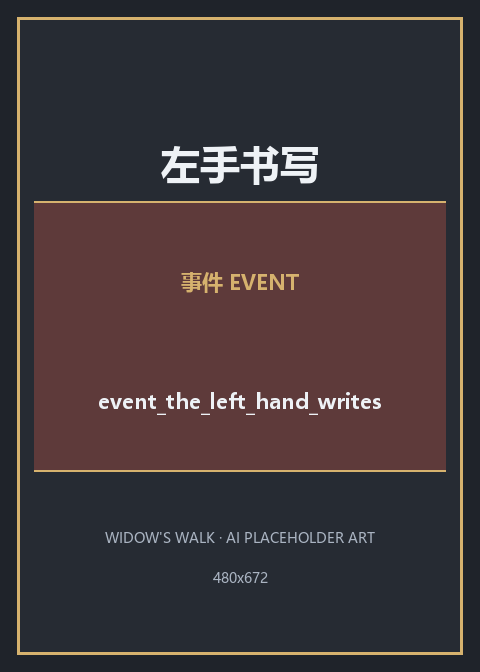 左手书写
事件 EVENT
event_the_left_hand_writes
WIDOW'S WALK · AI PLACEHOLDER ART
480x672